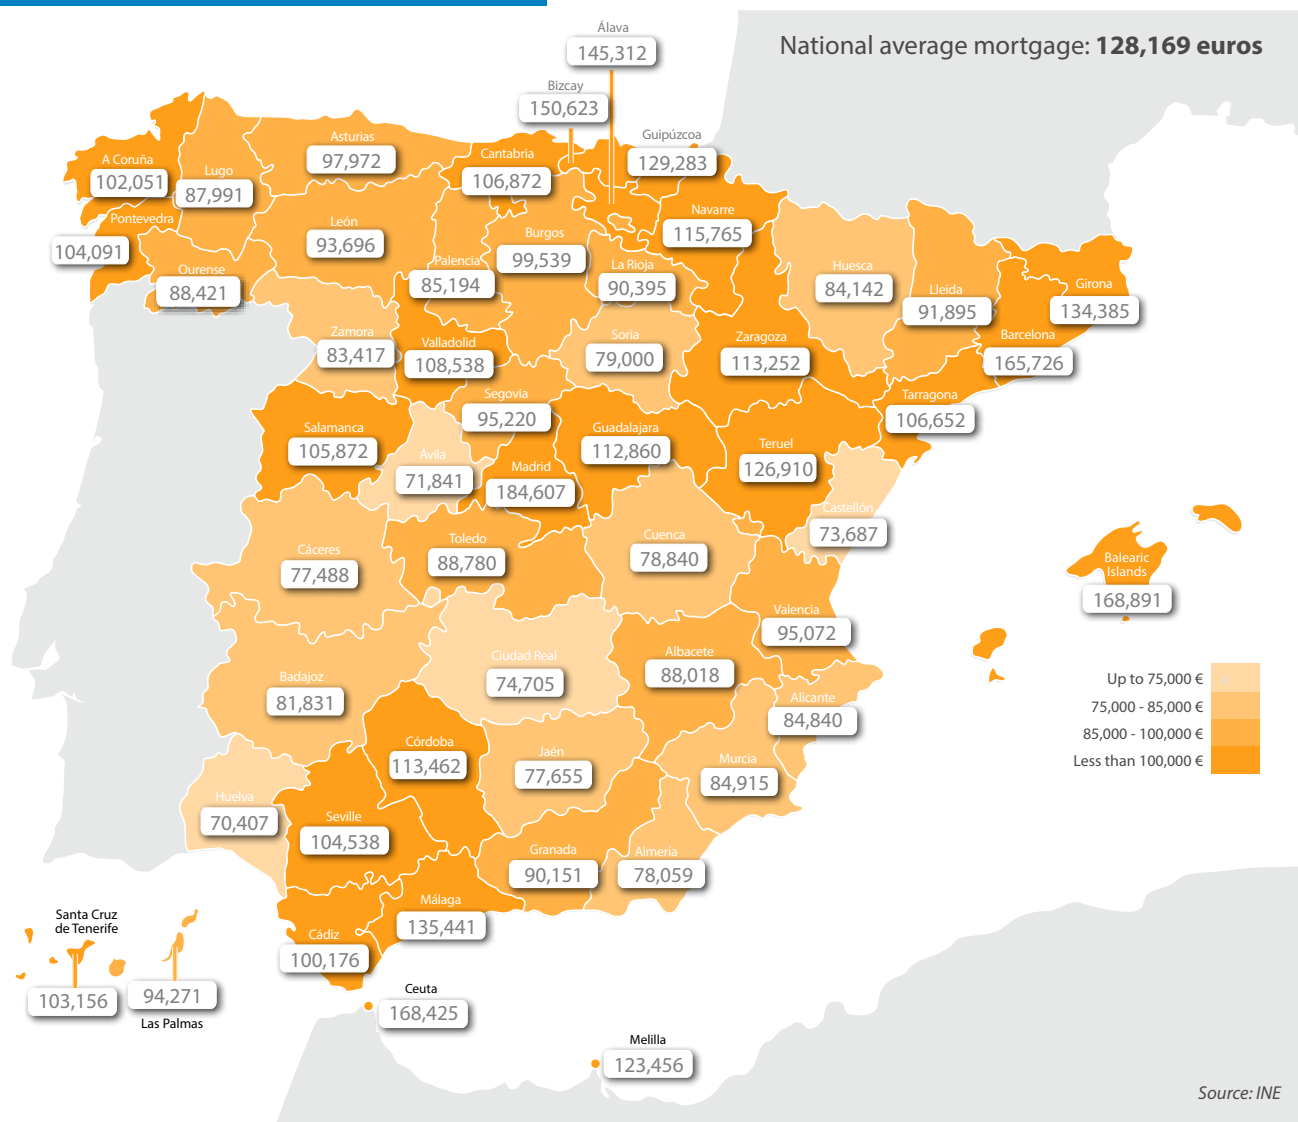 National average mortgage: 128,169 euros
Álava
145,312
Bizcay
150,623
Guipúzcoa
129,283
Asturias
97,972
Cantabria
106,872
A Coruña
102,051
Lugo
87,991
Navarre
115,765
Pontevedra
104,091
León
93,696
Burgos
99,539
Palencia
85,194
La Rioja
90,395
Ourense
88,421
Huesca
84,142
Lleida
91,895
Girona
134,385
Zamora
83,417
Valladolid
108,538
Soria
79,000
Zaragoza
113,252
Barcelona
165,726
Segovia
95,220
Tarragona
106,652
Salamanca
105,872
Ávila
71,841
Guadalajara
112,860
Teruel
126,910
Madrid
184,607
Castellón
73,687
Cáceres
77,488
Toledo
88,780
Cuenca
78,840
Balearic
Islands
168,891
Valencia
95,072
Badajoz
81,831
Ciudad Real
74,705
Albacete
88,018
Alicante
84,840
Up to 75,000 €
75,000 - 85,000 €
85,000 - 100,000 €
Less than 100,000 €
Córdoba
113,462
Jaén
77,655
Murcia
84,915
Huelva
70,407
Seville
104,538
Granada
90,151
Almería
78,059
Málaga
135,441
Cádiz
100,176
Santa Cruz
de Tenerife
103,156
94,271
Las Palmas
Ceuta
168,425
Melilla
123,456
Source: INE